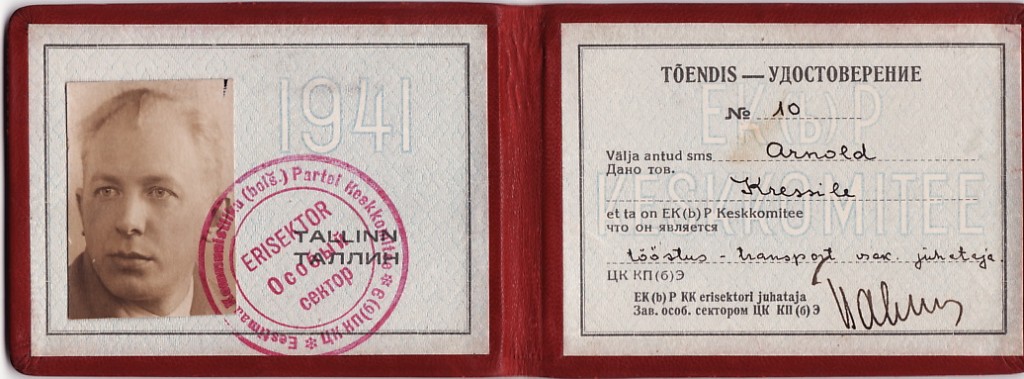 1941
Eestimaa Kommunistliku (bolš.) Partei Keskkomitee * ЦК КП(б)Э *
ERISEKTOR
Особый
сектор
TALLINN
ТАЛЛИН
EK(b)P
KESKKOMITEE
TÕENDIS — УДОСТОВЕРЕНИЕ
№ 10
Välja antud sms Arnold
Дано тов.
Kressile
et ta on EK(b)P Keskkomitee
что он является
tööstus - transport sek. juhataja
ЦК КП(б)Э
EK(b)P KK erisektori juhataja
Зав. особ. сектором ЦК КП(б)Э